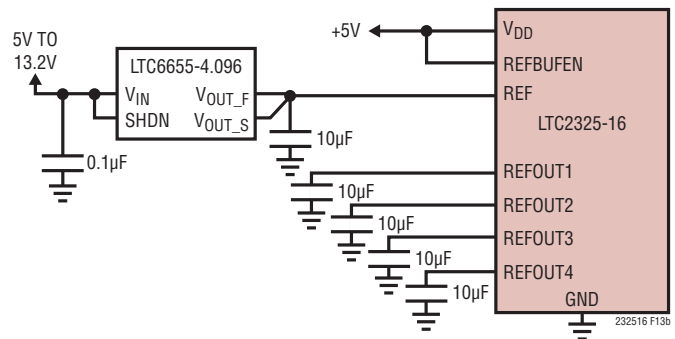 5V TO
13.2V
LTC6655-4.096
VIN
SHDN
VOUT_F
VOUT_S
0.1µF
10µF
+5V
VDD
REFBUFEN
REF
LTC2325-16
REFOUT1
10µF
REFOUT2
10µF
REFOUT3
10µF
REFOUT4
10µF
GND
232516 F13b